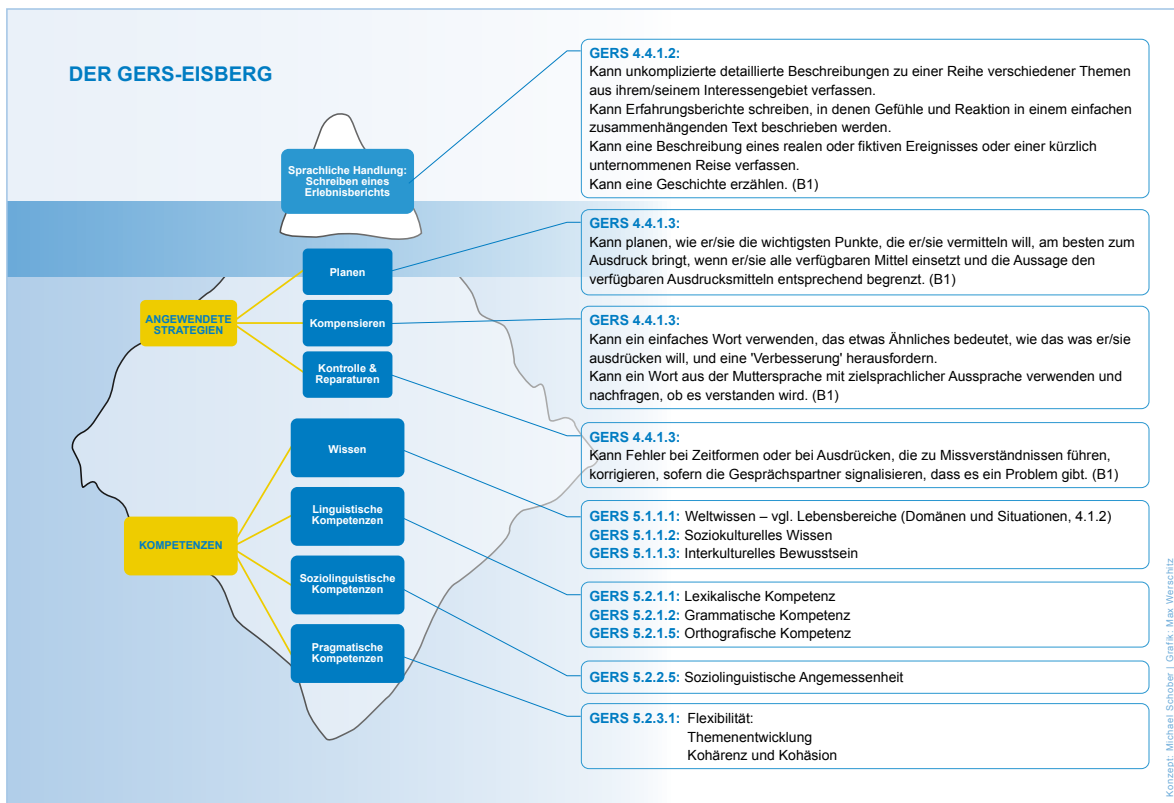 DER GERS-EISBERG
Sprachliche Handlung:
Schreiben eines
Erlebnisberichts
ANGEWENDETE
STRATEGIEN
Planen
Kompensieren
Kontrolle &
Reparaturen
KOMPETENZEN
Wissen
Linguistische
Kompetenzen
Soziolinguistische
Kompetenzen
Pragmatische
Kompetenzen
GERS 4.4.1.2:
Kann unkomplizierte detaillierte Beschreibungen zu einer Reihe verschiedener Themen
aus ihrem/seinem Interessengebiet verfassen.
Kann Erfahrungsberichte schreiben, in denen Gefühle und Reaktion in einem einfachen
zusammenhängenden Text beschrieben werden.
Kann eine Beschreibung eines realen oder fiktiven Ereignisses oder einer kürzlich
unternommenen Reise verfassen.
Kann eine Geschichte erzählen. (B1)
GERS 4.4.1.3:
Kann planen, wie er/sie die wichtigsten Punkte, die er/sie vermitteln will, am besten zum
Ausdruck bringt, wenn er/sie alle verfügbaren Mittel einsetzt und die Aussage den
verfügbaren Ausdrucksmitteln entsprechend begrenzt. (B1)
GERS 4.4.1.3:
Kann ein einfaches Wort verwenden, das etwas Ähnliches bedeutet, wie das was er/sie
ausdrücken will, und eine 'Verbesserung' herausfordern.
Kann ein Wort aus der Muttersprache mit zielsprachlicher Aussprache verwenden und
nachfragen, ob es verstanden wird. (B1)
GERS 4.4.1.3:
Kann Fehler bei Zeitformen oder bei Ausdrücken, die zu Missverständnissen führen,
korrigieren, sofern die Gesprächspartner signalisieren, dass es ein Problem gibt. (B1)
GERS 5.1.1.1: Weltwissen – vgl. Lebensbereiche (Domänen und Situationen, 4.1.2)
GERS 5.1.1.2: Soziokulturelles Wissen
GERS 5.1.1.3: Interkulturelles Bewusstsein
GERS 5.2.1.1: Lexikalische Kompetenz
GERS 5.2.1.2: Grammatische Kompetenz
GERS 5.2.1.5: Orthografische Kompetenz
GERS 5.2.2.5: Soziolinguistische Angemessenheit
GERS 5.2.3.1: Flexibilität:
Themenentwicklung
Kohärenz und Kohäsion
Konzept: Michael Schober | Grafik: Max Werschitz